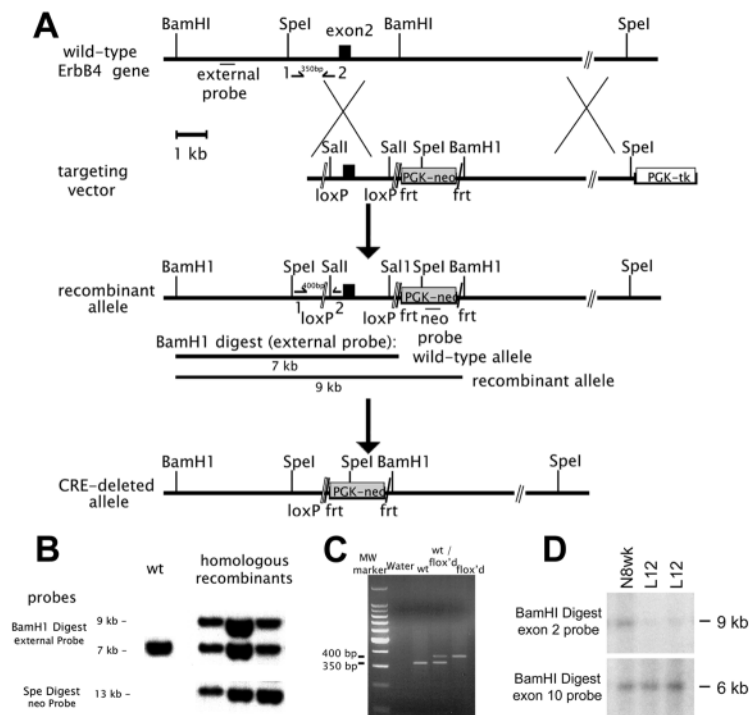 A
BamHI SpeI exon2 BamHI SpeI
wild-type
ErbB4 gene
external
probe
1 350bp 2
1 kb
SalI SalI SpeI BamH1 SpeI
targeting
vector
PGK-neo PGK-tk
loxP loxP frt frt
BamH1 SpeI SalI Sal1 SpeI BamH1 SpeI
recombinant
allele
400bp
PGK-neo
1 loxP 2 loxP frt neo frt
probe
BamH1 digest (external probe):
wild-type allele
7 kb
recombinant allele
9 kb
BamH1 SpeI SpeI BamH1 SpeI
CRE-deleted
allele
PGK-neo
loxP frt frt
B
wt homologous
recombinants
probes
BamH1 Digest
external Probe
9 kb –
7 kb –
Spe Digest
neo Probe
13 kb –
C
MW
marker
Water
wt
wt /
flox'd
flox'd
400 bp
350 bp
D
N8wk
L12
L12
BamHI Digest
exon 2 probe
– 9 kb
BamHI Digest
exon 10 probe
– 6 kb